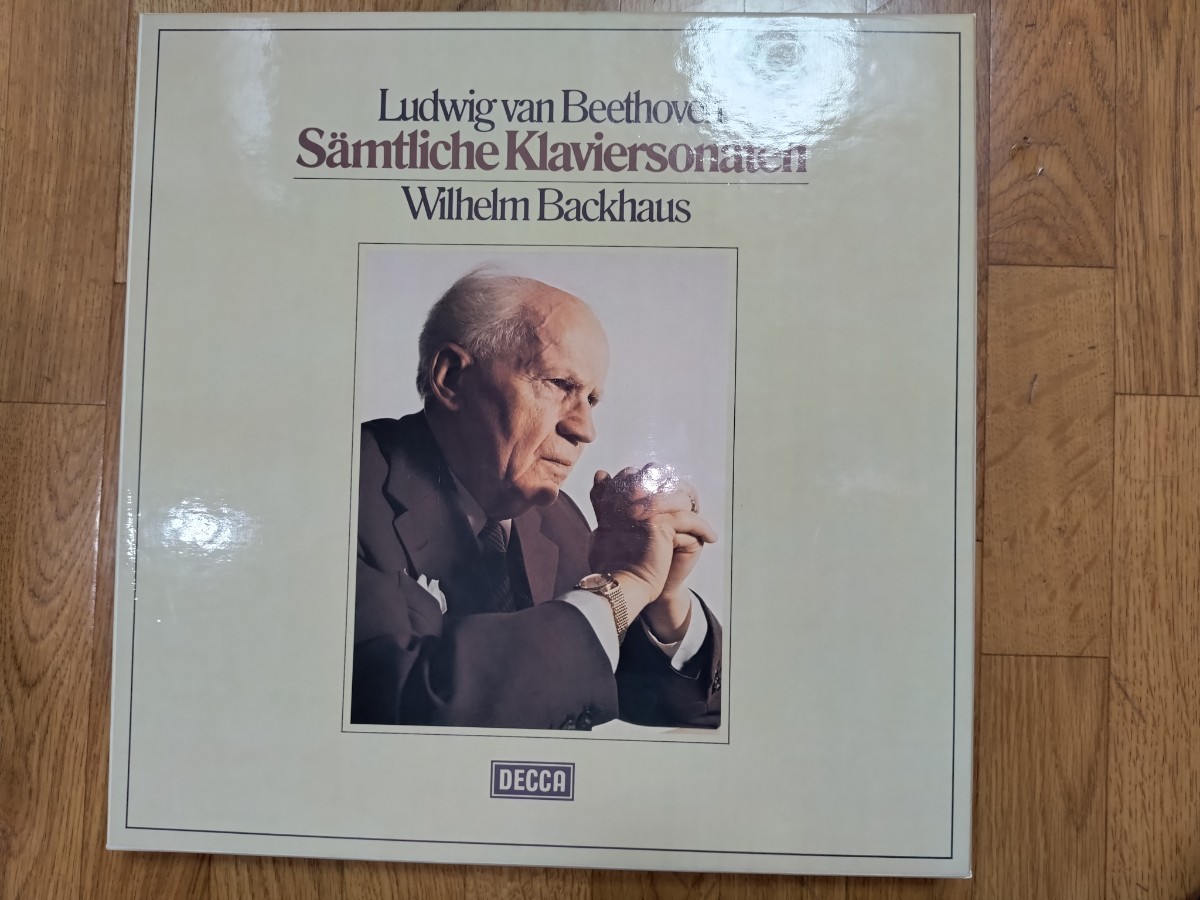 Ludwig van Beethoven
Sämtliche Klaviersonaten
Wilhelm Backhaus
DECCA